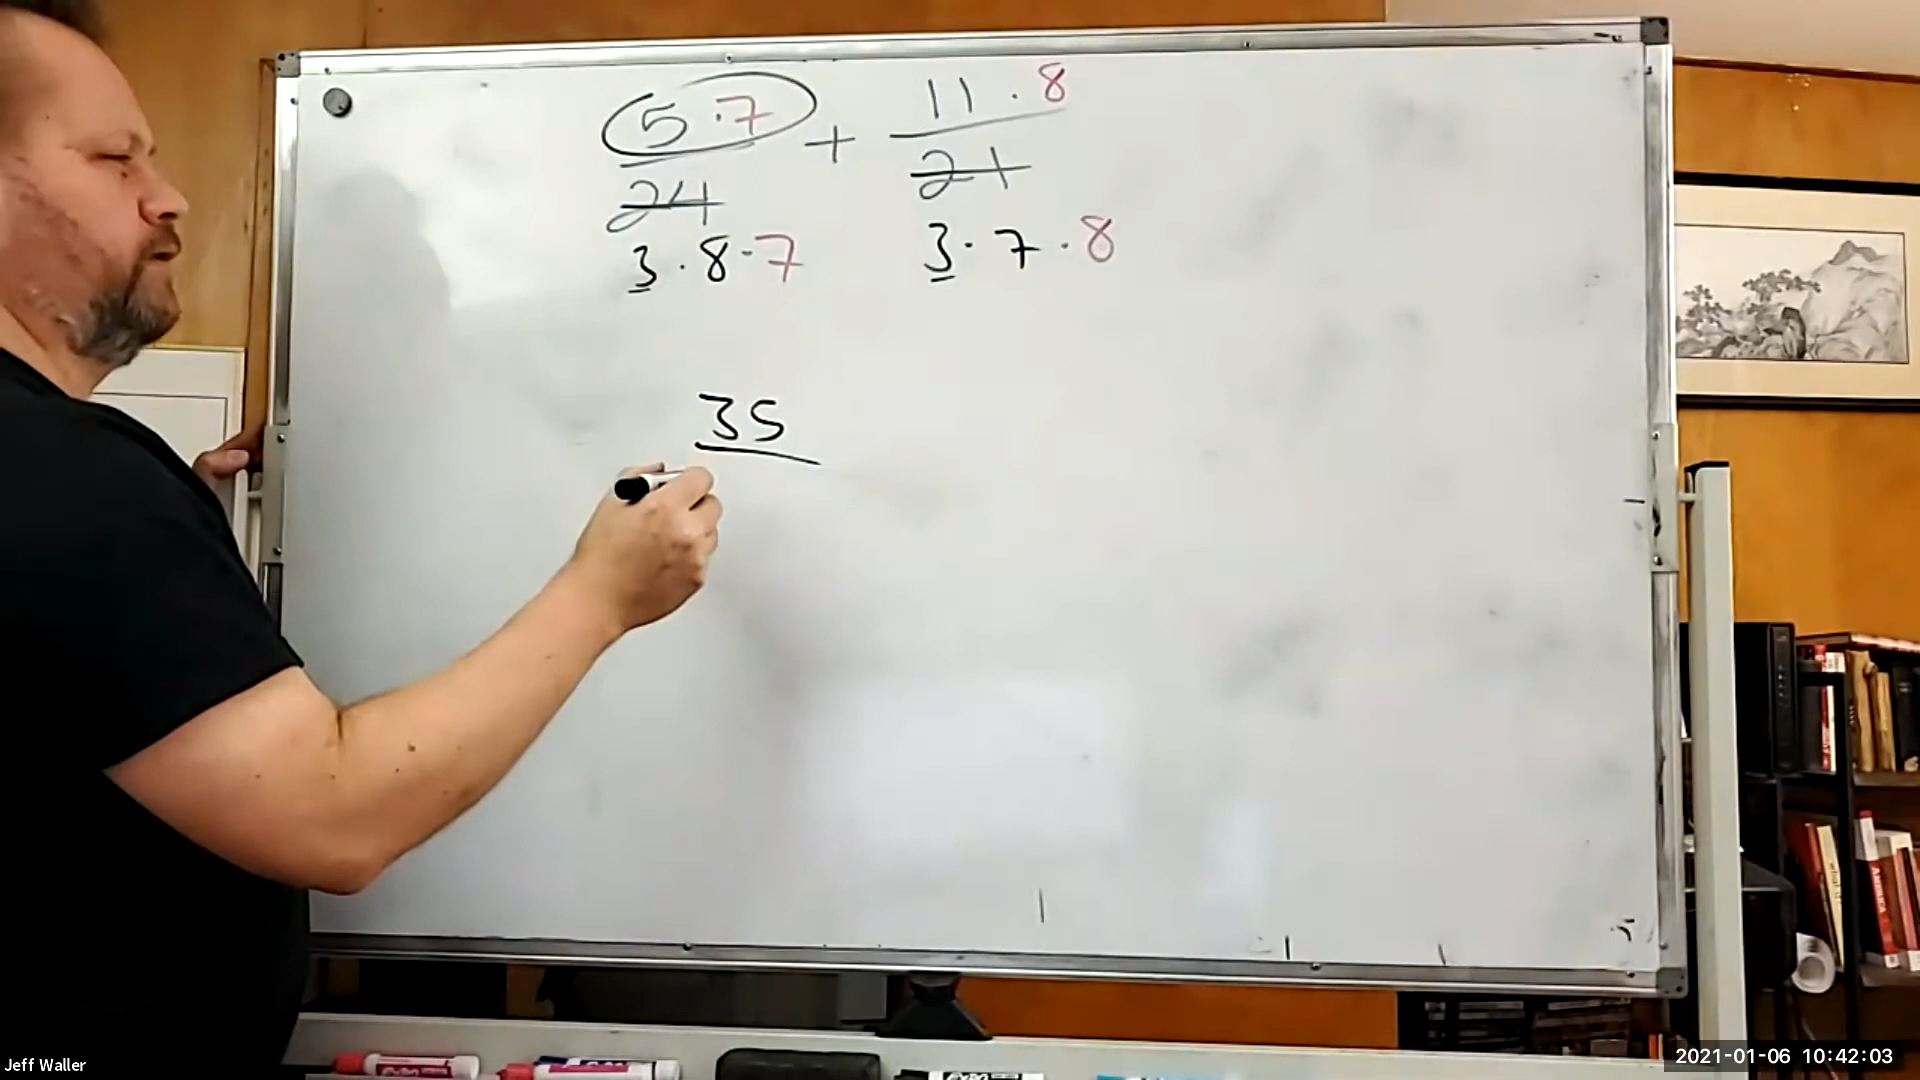 5 · 7 + 11 · 8
24 21
3 · 8 · 7 3 · 7 · 8
35
Jeff Waller
2021-01-06 10:42:03